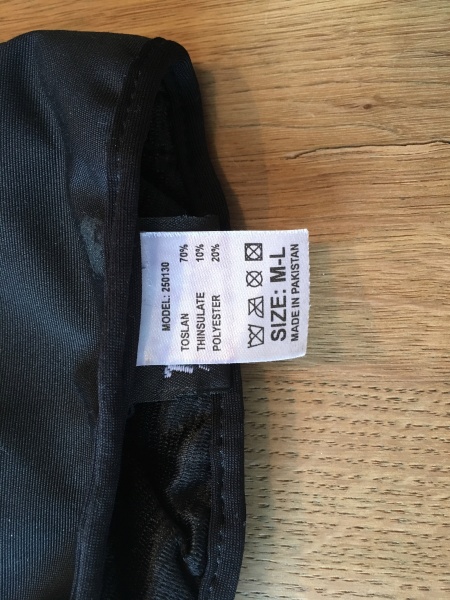 MODEL: 250130
TOSLAN 70%
THINSULATE 10%
POLYESTER 20%
SIZE: M-L
MADE IN PAKISTAN